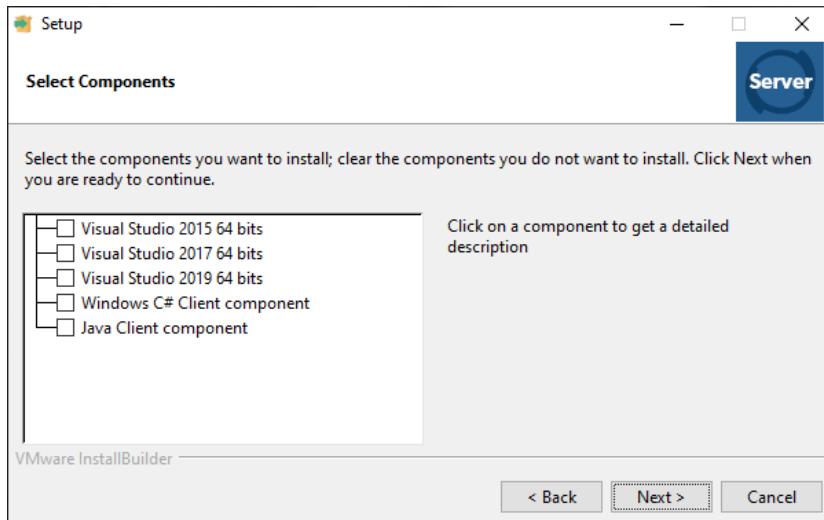 Setup
Select Components
Server
Select the components you want to install; clear the components you do not want to install. Click Next when
you are ready to continue.
Visual Studio 2015 64 bits
Visual Studio 2017 64 bits
Visual Studio 2019 64 bits
Windows C# Client component
Java Client component
Click on a component to get a detailed
description
VMware InstallBuilder
< Back
Next >
Cancel